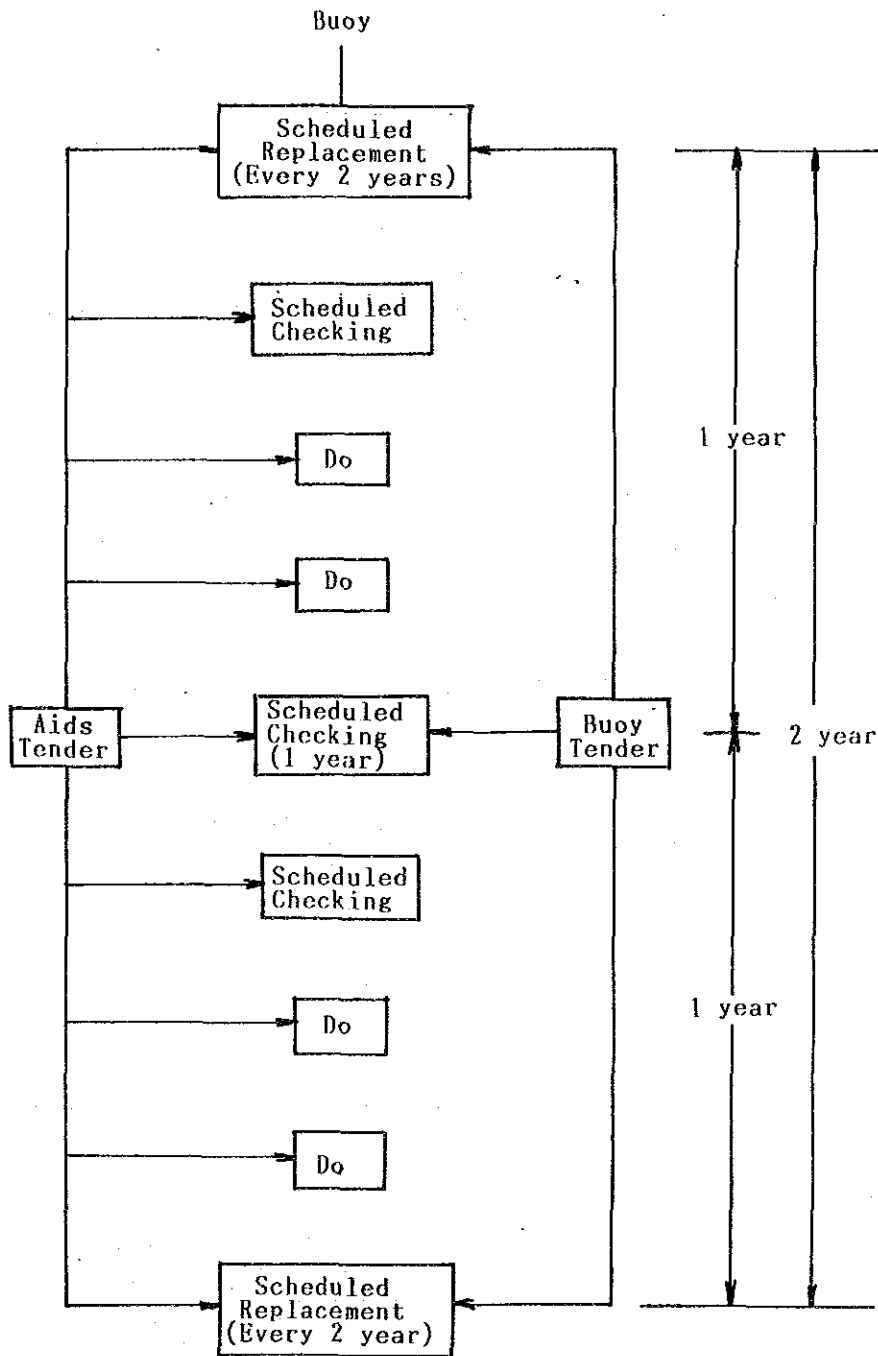 Buoy
Scheduled
Replacement
(Every 2 years)
Scheduled
Checking
Do
1 year
Do
Aids
Tender
Scheduled
Checking
(1 year)
Buoy
Tender
2 year
Scheduled
Checking
Do
1 year
Do
Scheduled
Replacement
(Every 2 year)